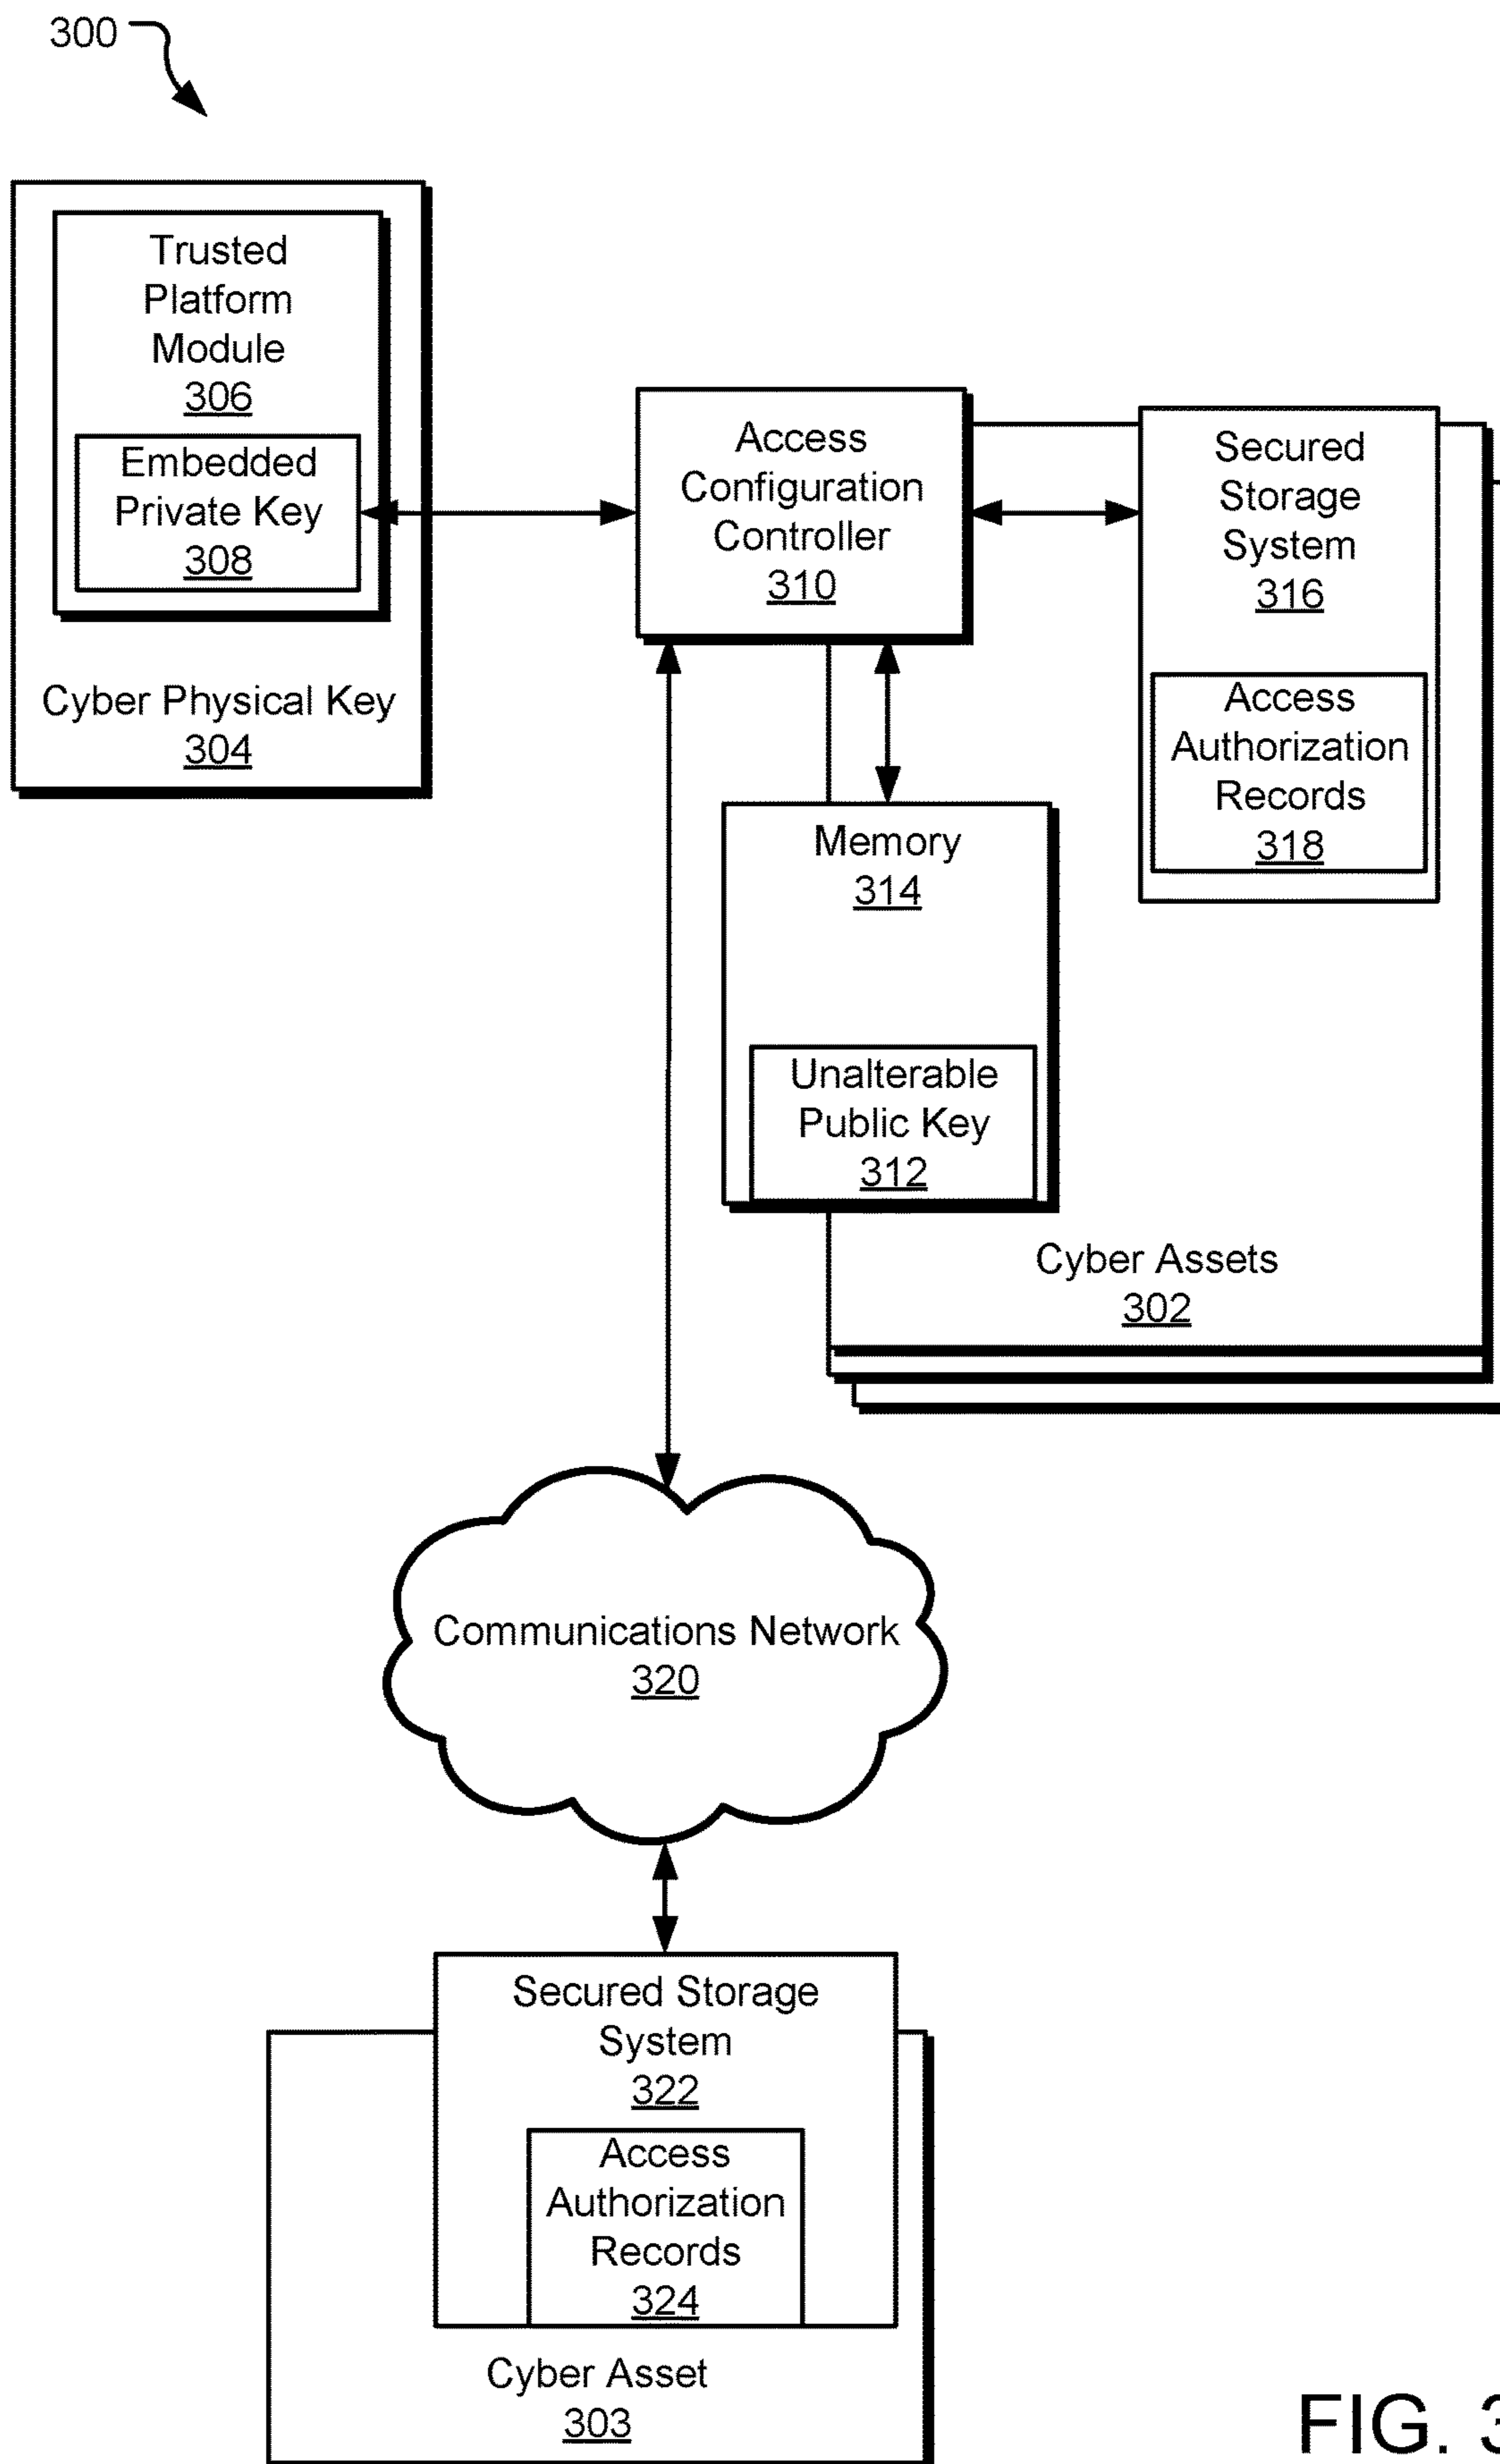 300
Trusted
Platform
Module
306
Embedded
Private Key
308
Cyber Physical Key
304
Access
Configuration
Controller
310
Secured
Storage
System
316
Access
Authorization
Records
318
Memory
314
Unalterable
Public Key
312
Cyber Assets
302
Communications Network
320
Secured Storage
System
322
Access
Authorization
Records
324
Cyber Asset
303
FIG. 3